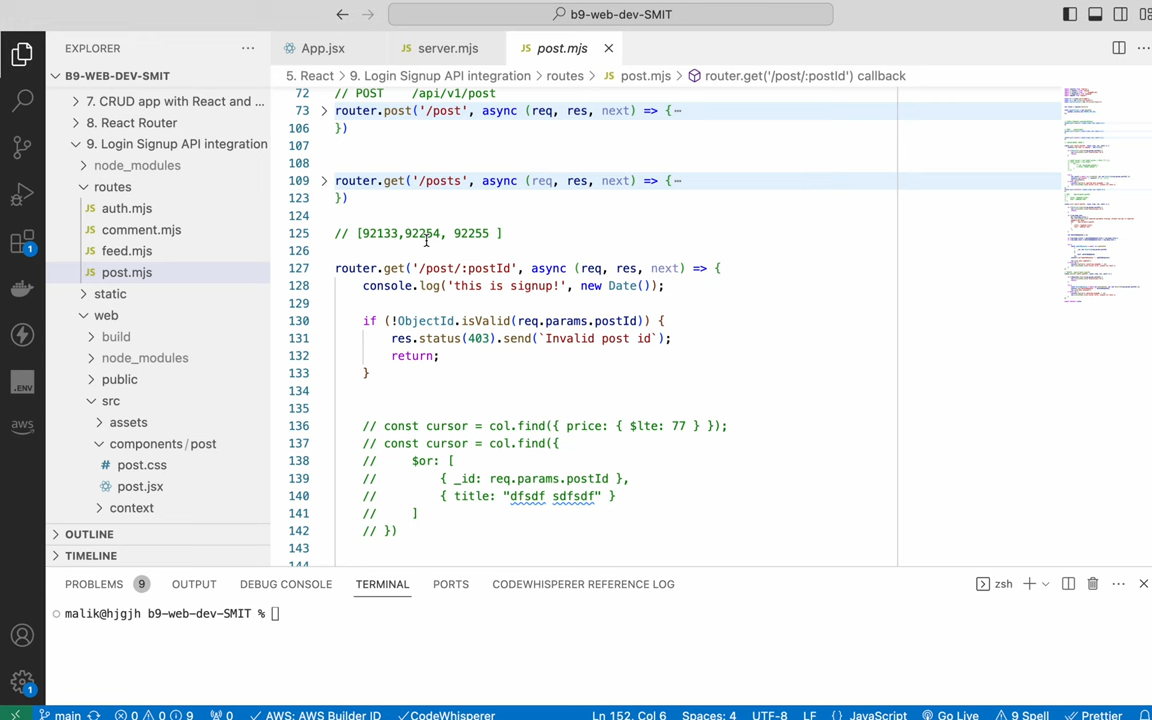 b9-web-dev-SMIT
EXPLORER
App.jsx
server.mjs
post.mjs
B9-WEB-DEV-SMIT
5. React > 9. Login Signup API integration > routes > post.mjs > router.get('/post/:postId') callback
7. CRUD app with React and ...
8. React Router
9. Login Signup API integration
node_modules
routes
auth.mjs
comment.mjs
feed.mjs
post.mjs
static
web
build
node_modules
public
src
assets
components/post
post.css
post.jsx
context
OUTLINE
TIMELINE
1
.ENV
aws
1
72 // POST /api/v1/post
73 router.post('/post', async (req, res, next) => {⋯
106 })
107
108
109 router.get('/posts', async (req, res, next) => {⋯
123 })
124
125 // [92133,92254, 92255 ]
126
127 router.get('/post/:postId', async (req, res, next) => {
128 console.log('this is signup!', new Date());
129
130 if (!ObjectId.isValid(req.params.postId)) {
131 res.status(403).send(`Invalid post id`);
132 return;
133 }
134
135
136 // const cursor = col.find({ price: { $lte: 77 } });
137 // const cursor = col.find({
138 // $or: [
139 // { _id: req.params.postId },
140 // { title: "dfsdf sdfsdf" }
141 // ]
142 // })
143
144
PROBLEMS 9 OUTPUT DEBUG CONSOLE TERMINAL PORTS CODEWHISPERER REFERENCE LOG
zsh
malik@hjgjh b9-web-dev-SMIT %
main 0 0 9 0 AWS: AWS Builder ID CodeWhisperer Ln 152, Col 6 Spaces: 4 UTF-8 LF {} JavaScript Go Live 9 Spell Prettier